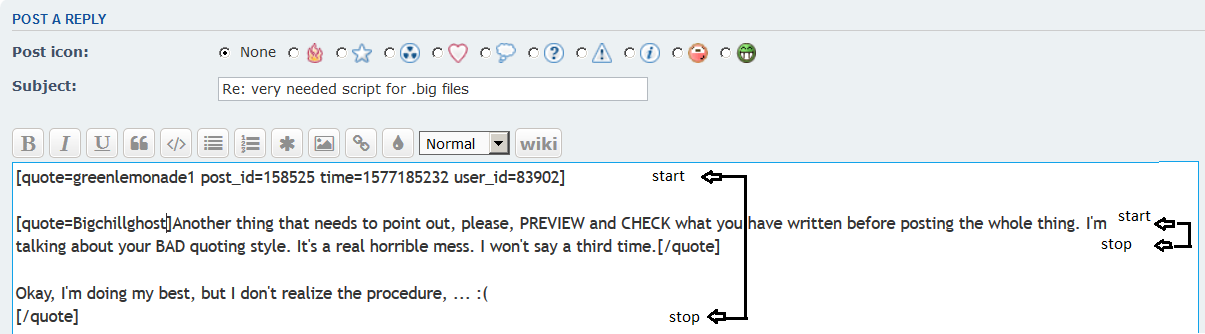 POST A REPLY
Post icon: None
Subject: Re: very needed script for .big files
B I U Normal wiki
[quote=greenlemonade1 post_id=158525 time=1577185232 user_id=83902] start
[quote=Bigchillghost]Another thing that needs to point out, please, PREVIEW and CHECK what you have written before posting the whole thing. I'm start
talking about your BAD quoting style. It's a real horrible mess. I won't say a third time.[/quote] stop
Okay, I'm doing my best, but I don't realize the procedure, ... :(
[/quote] stop